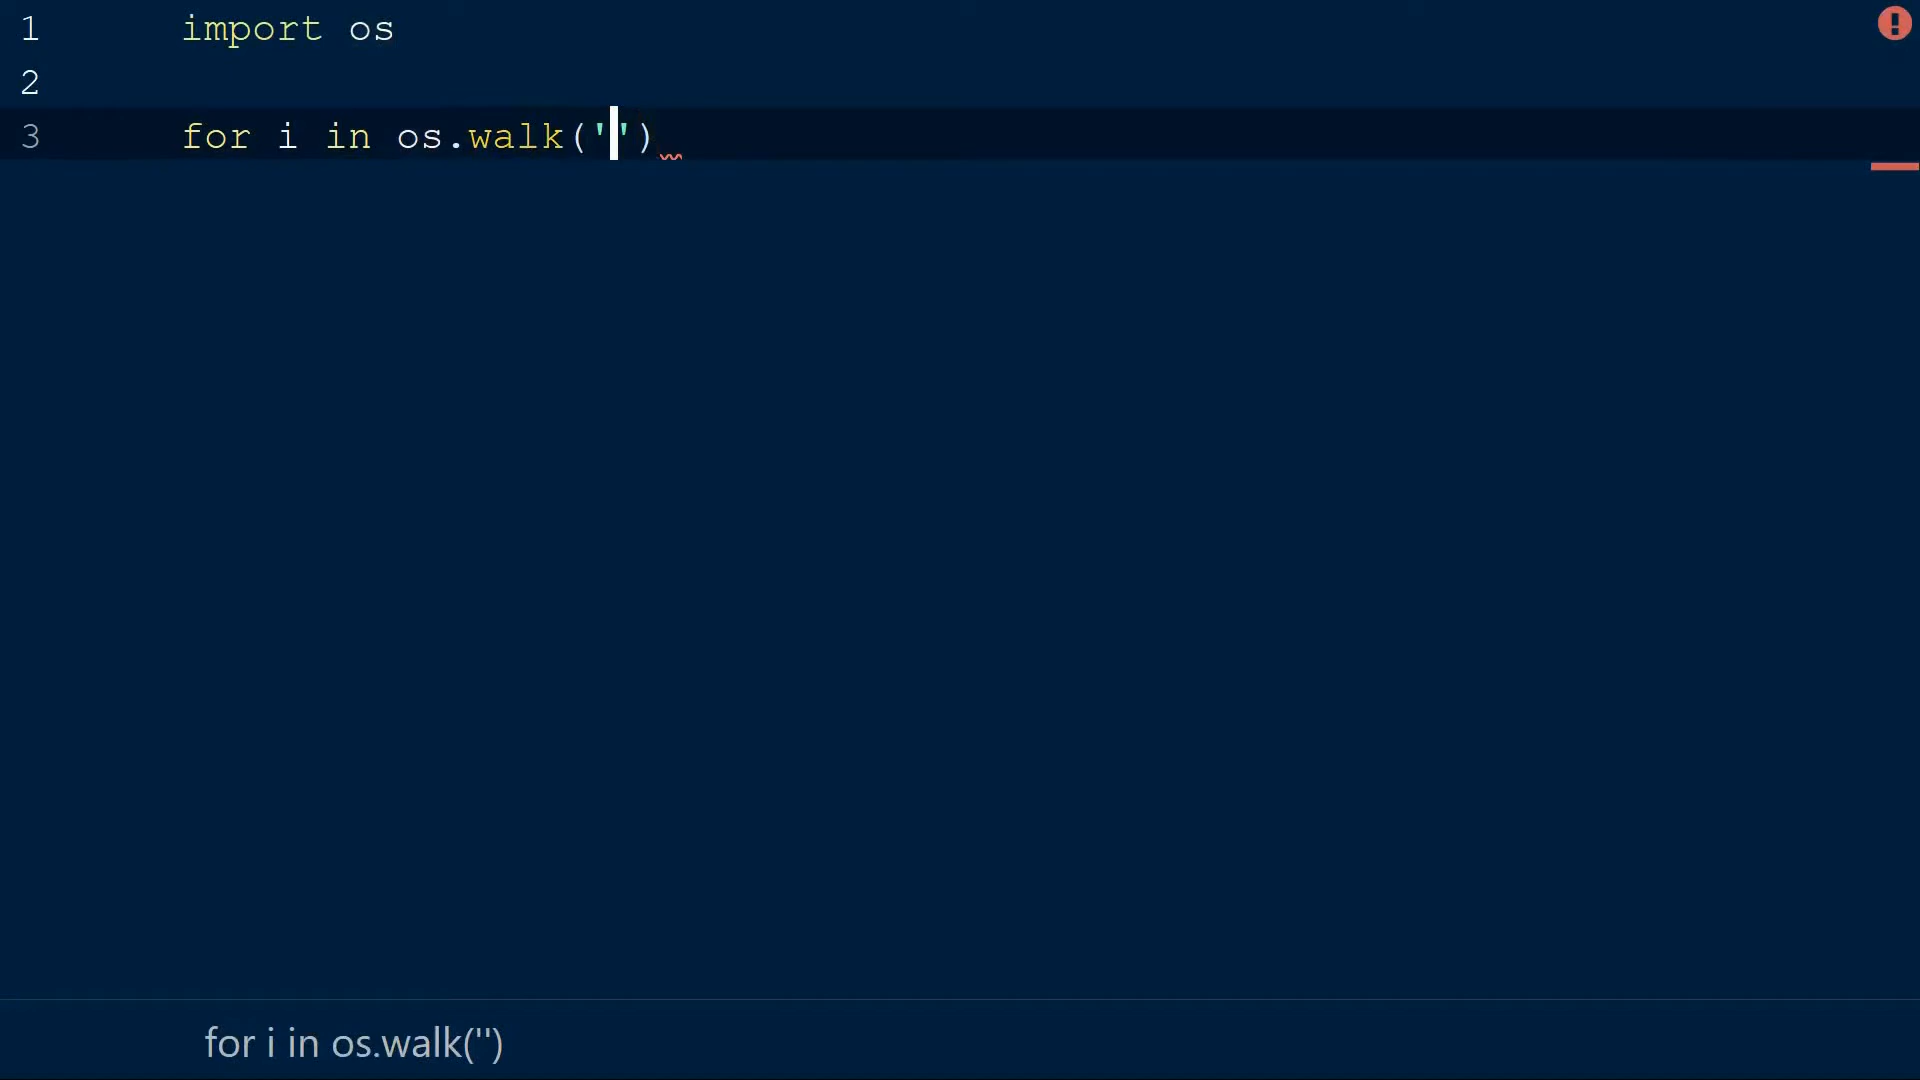 1 import os
2
3 for i in os.walk('')
for i in os.walk('')